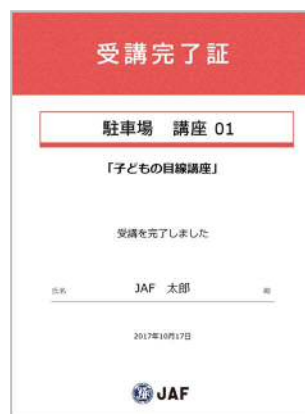 受講完了証
駐車場　講座 01
「子どもの目線講座」
受講を完了しました
氏名　JAF　太郎　殿
2017年10月17日
JAF